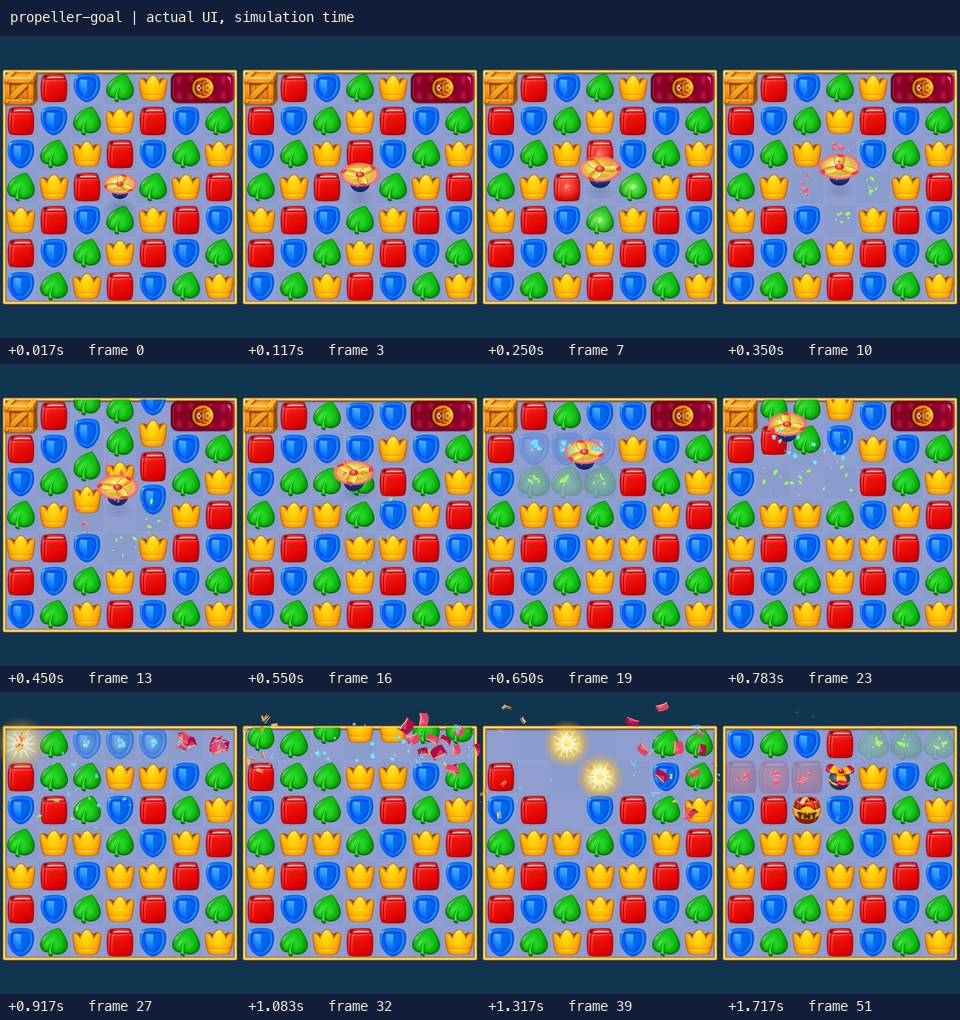 propeller-goal | actual UI, simulation time
+0.017s frame 0
+0.117s frame 3
+0.250s frame 7
+0.350s frame 10
+0.450s frame 13
+0.550s frame 16
+0.650s frame 19
+0.783s frame 23
TNT
+0.917s frame 27
+1.083s frame 32
+1.317s frame 39
+1.717s frame 51